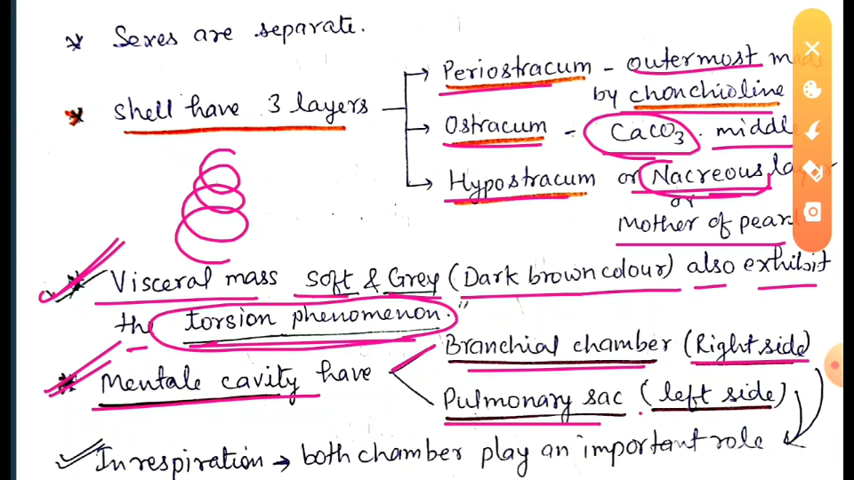 Sexes are separate.
Shell have 3 layers
Periostracum - outermost
by chonchioline
Ostracum - CaCO3. middl
Hypostracum or Nacreous
or
Mother of pear
Visceral mass soft & Grey (Dark brown colour) also exhibit
the torsion phenomenon."
Mentale cavity have
Branchial chamber (Right side)
Pulmonary sac (left side)
In respiration → both chamber play an important role